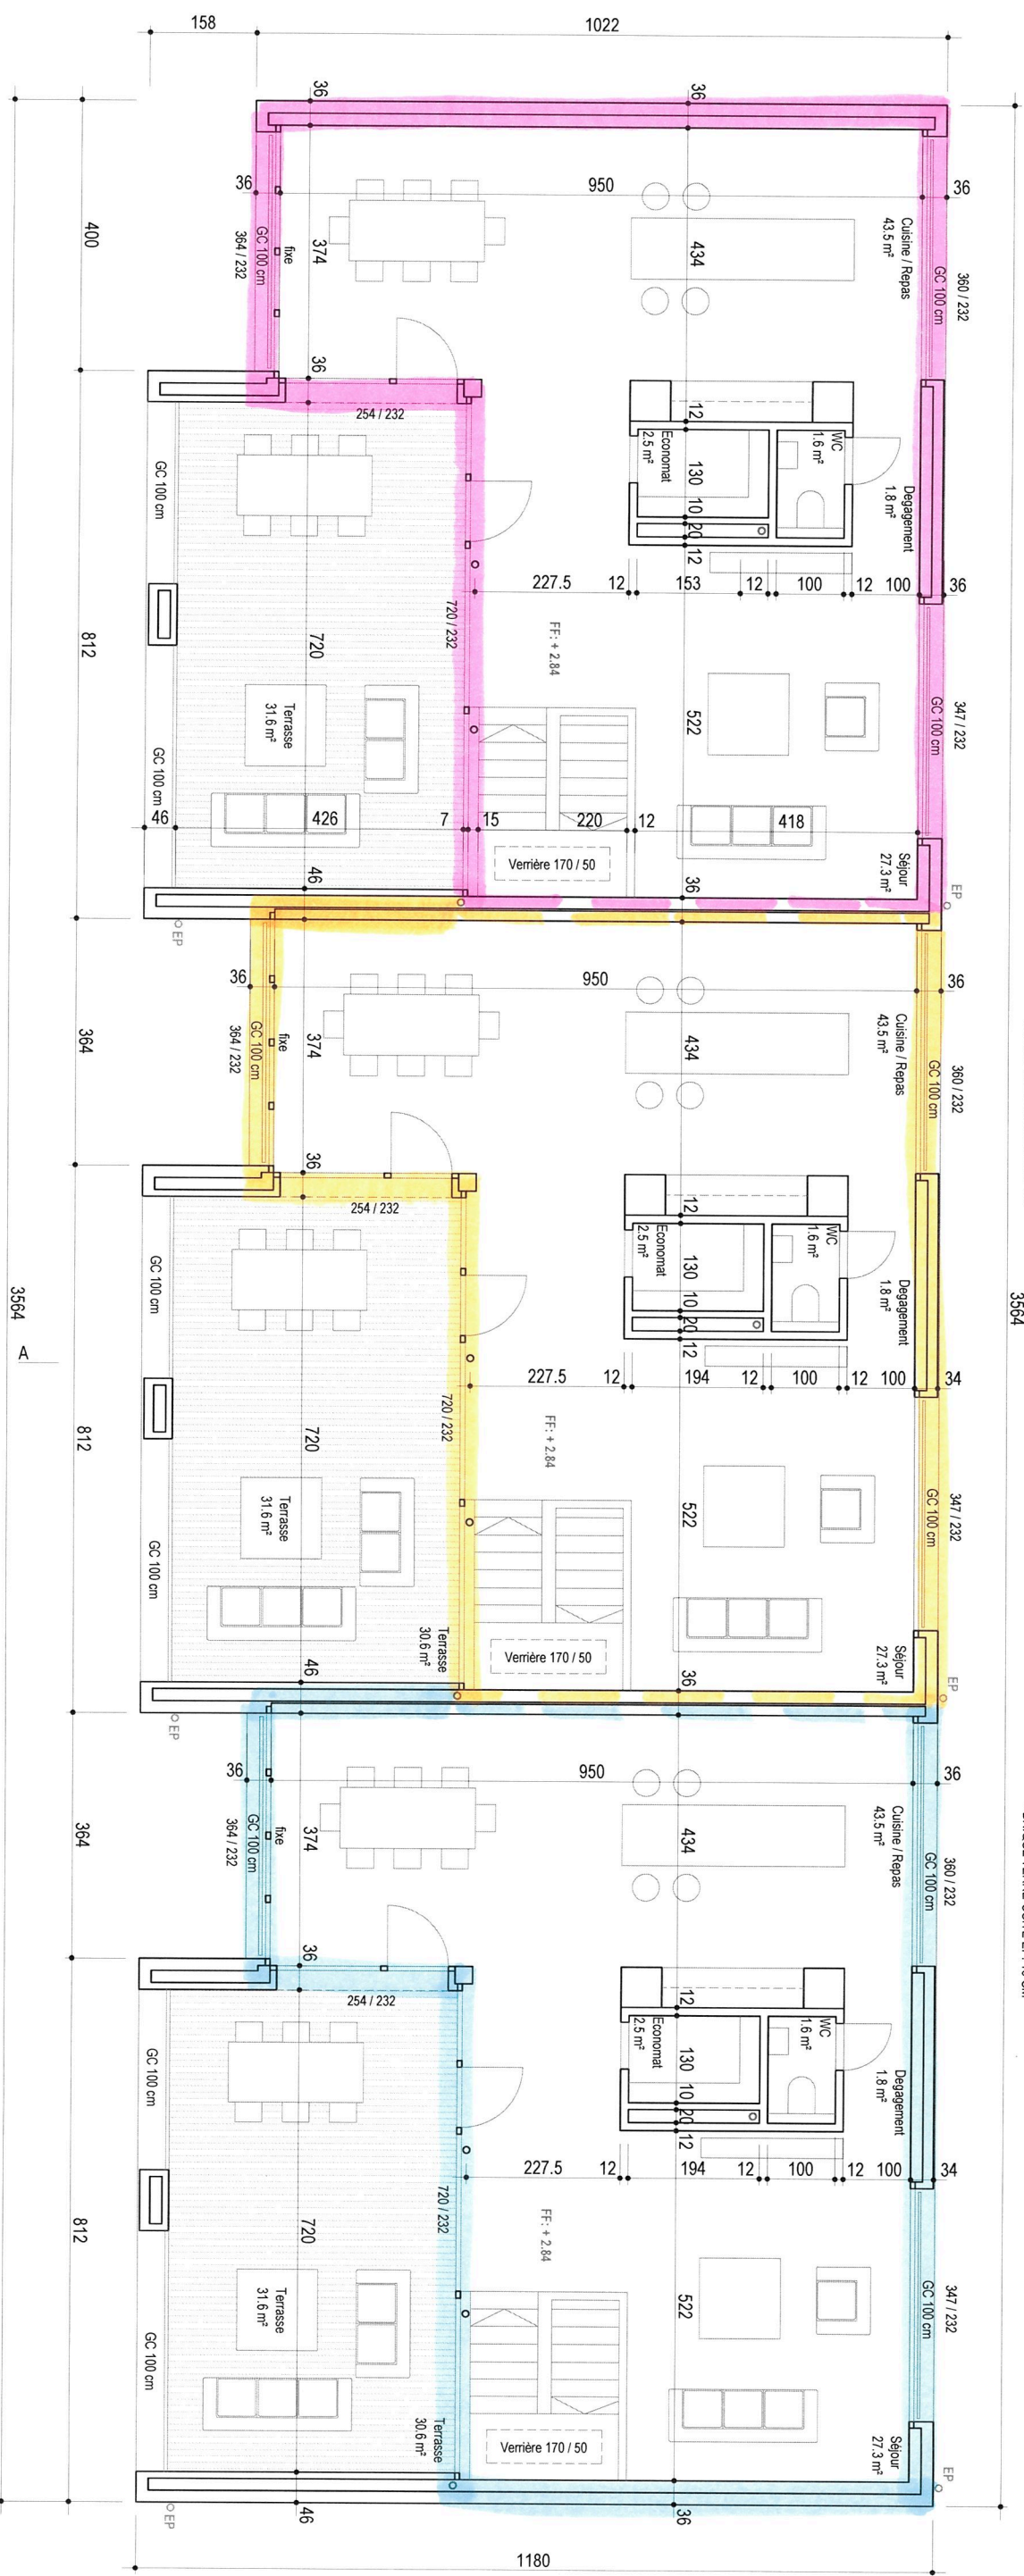 158
1022
36
36
36
950
36
400
GC 100 cm
364 / 232
fixe
374
434
Cuisine / Repas
43.5 m²
GC 100 cm
360 / 232
36
254 / 232
12
Economat
2.5 m²
130
10
20
12
WC
1.6 m²
Degagement
1.8 m²
GC 100 cm
227.5
12
153
12
100
12
100
36
812
720
720 / 232
FF: + 2.84
Terrasse
31.6 m²
522
GC 100 cm
347 / 232
GC 100 cm
46
426
7
15
220
12
418
Verrière 170 / 50
Séjour
27.3 m²
46
36
EP
EP
36
950
36
364
GC 100 cm
364 / 232
fixe
374
434
Cuisine / Repas
43.5 m²
GC 100 cm
360 / 232
36
254 / 232
12
Economat
2.5 m²
130
10
20
12
WC
1.6 m²
Degagement
1.8 m²
GC 100 cm
3564
3564
A
227.5
12
194
12
100
12
100
34
812
720
720 / 232
FF: + 2.84
Terrasse
31.6 m²
522
GC 100 cm
347 / 232
GC 100 cm
Terrasse
30.6 m²
Verrière 170 / 50
Séjour
27.3 m²
46
36
EP
EP
36
950
36
364
GC 100 cm
364 / 232
fixe
374
434
Cuisine / Repas
43.5 m²
GC 100 cm
360 / 232
36
254 / 232
12
Economat
2.5 m²
130
10
20
12
WC
1.6 m²
Degagement
1.8 m²
GC 100 cm
227.5
12
194
12
100
12
100
34
812
720
720 / 232
FF: + 2.84
Terrasse
31.6 m²
522
GC 100 cm
347 / 232
GC 100 cm
Terrasse
30.6 m²
Verrière 170 / 50
Séjour
27.3 m²
46
36
EP
EP
1180